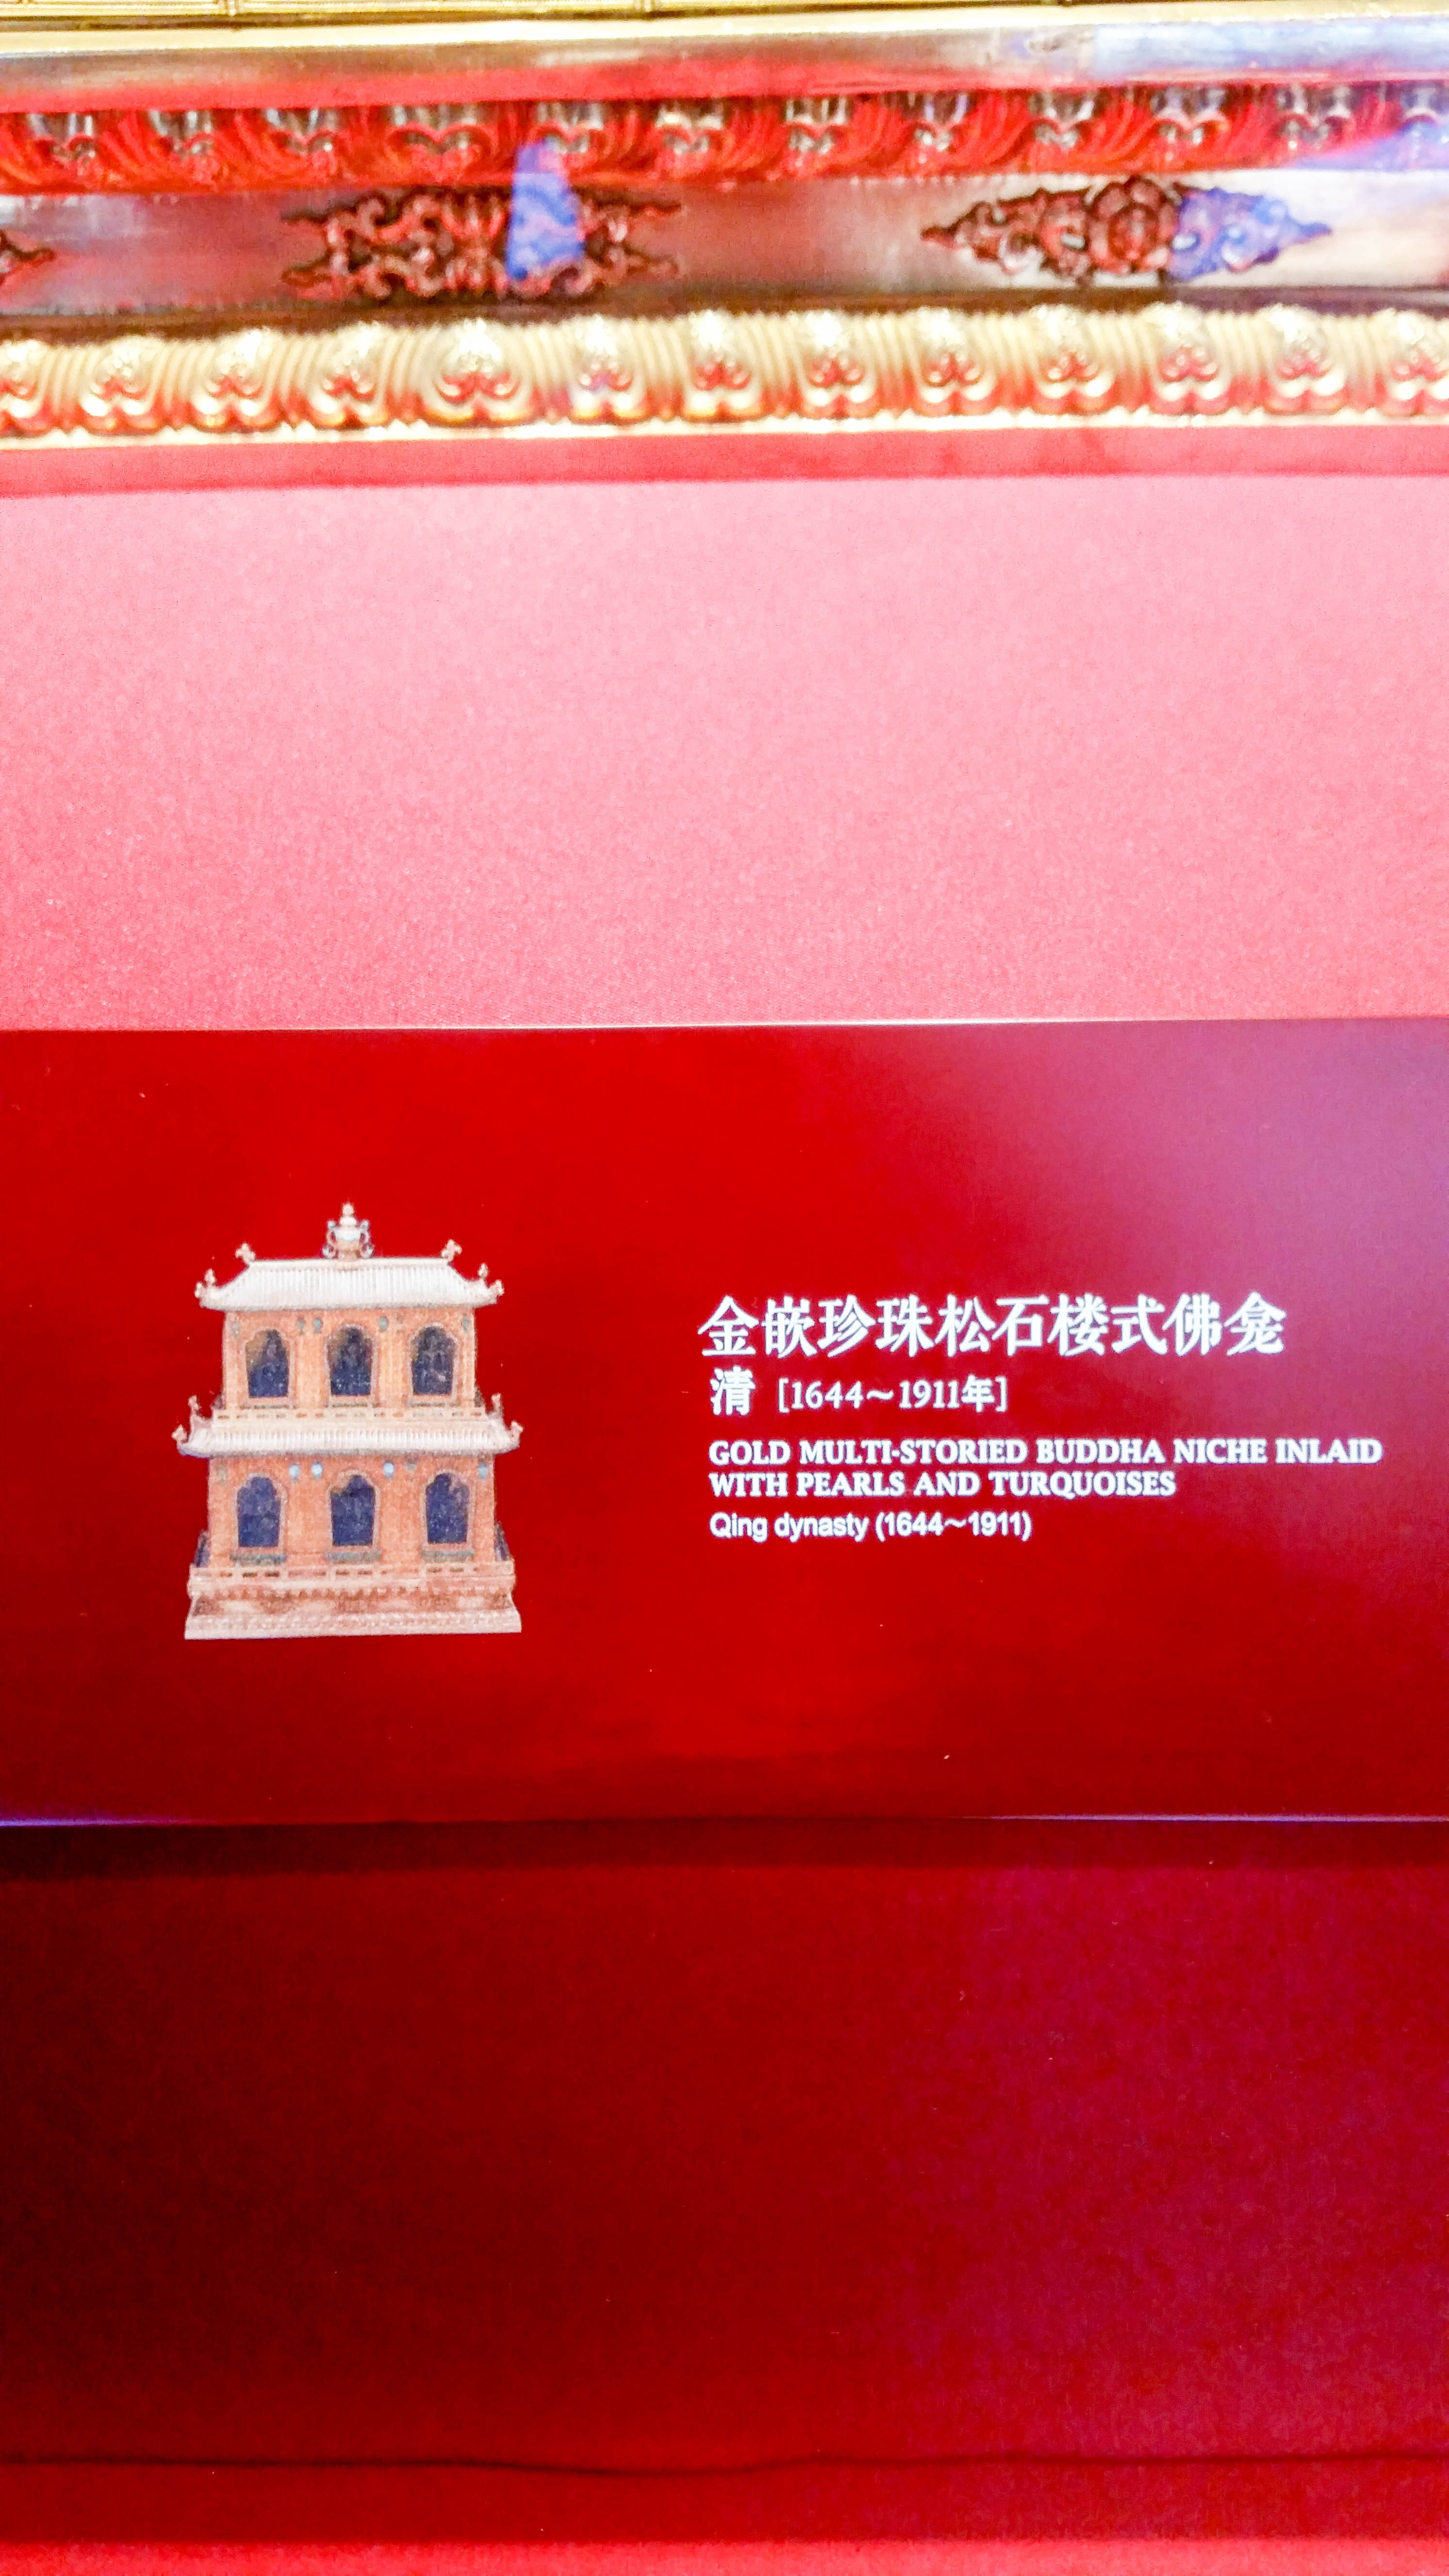 金嵌珍珠松石楼式佛龛
清 [1644～1911年]
GOLD MULTI-STORIED BUDDHA NICHE INLAID
WITH PEARLS AND TURQUOISES
Qing dynasty (1644～1911)